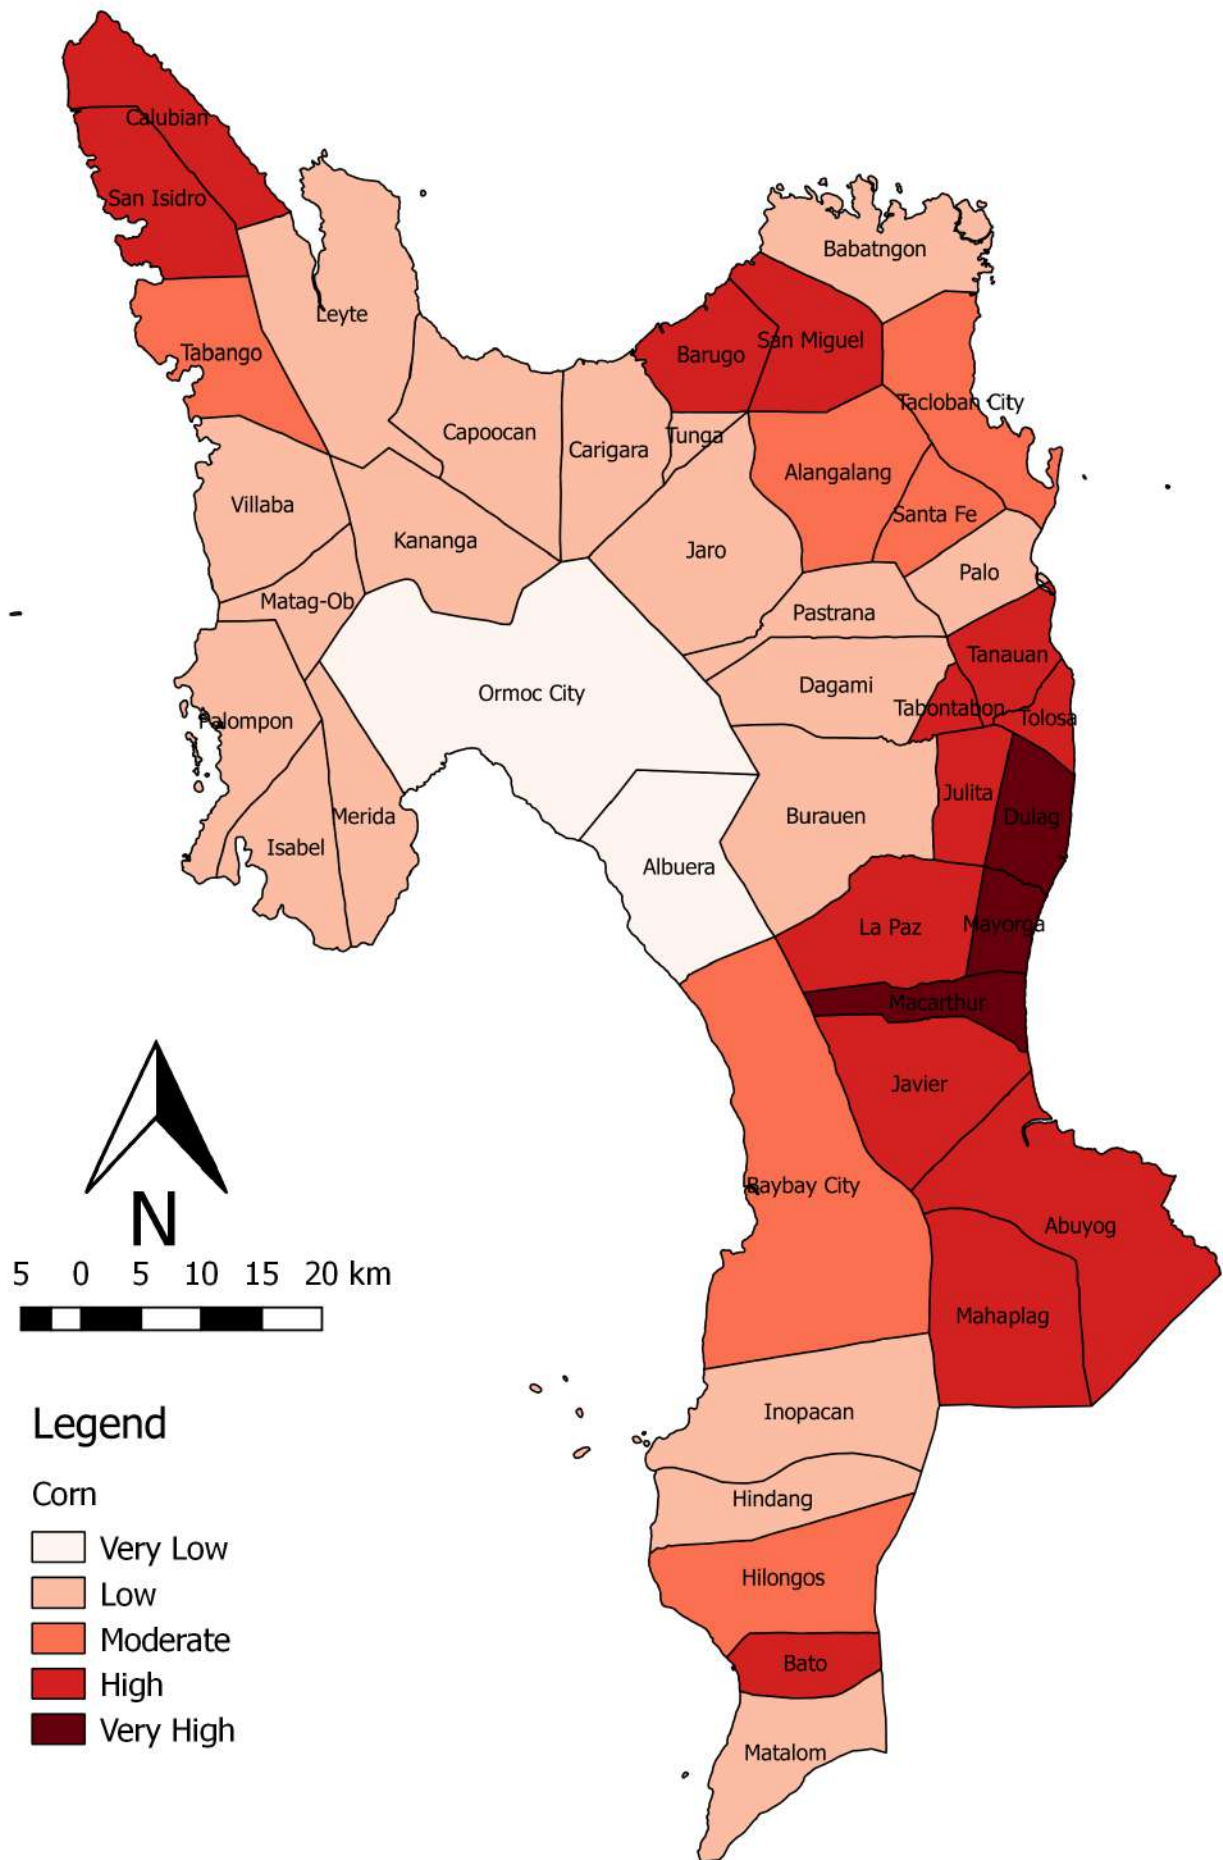 Calubian
San Isidro
Babatngon
Leyte
San Miguel
Tabango
Barugo
Tacloban City
Capoocan
Tunga
Carigara
Alangalang
Villaba
Santa Fe
Kananga
Jaro
Palo
Matag-Ob
Pastrana
Tanauan
Dagami
Ormoc City
Tabontabon
Palompon
Tolosa
Julita
Merida
Burauen
Dulag
Isabel
Albuera
La Paz
Mayorga
Macarthur
Javier
Baybay City
N
Abuyog
5 0 5 10 15 20 km
Mahaplag
Inopacan
Legend
Corn
Hindang
Very Low
Hilongos
Low
Moderate
Bato
High
Very High
Matalom